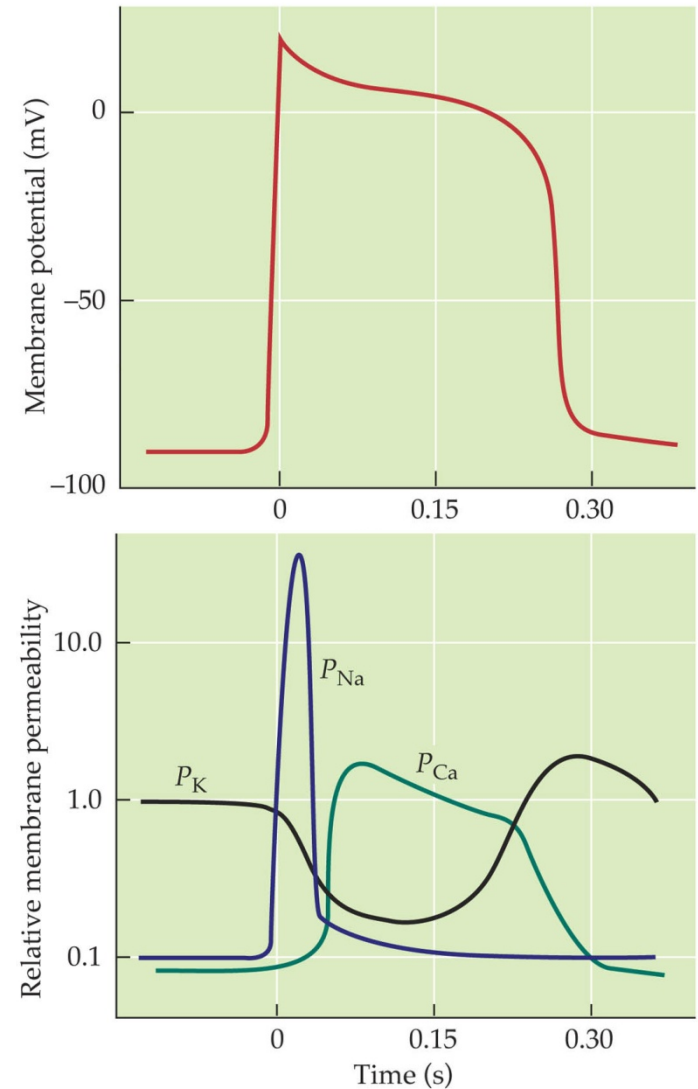 Membrane potential (mV)
0
–50
–100
0 0.15 0.30
Relative membrane permeability
10.0
1.0
0.1
P_Na
P_K
P_Ca
0 0.15 0.30
Time (s)